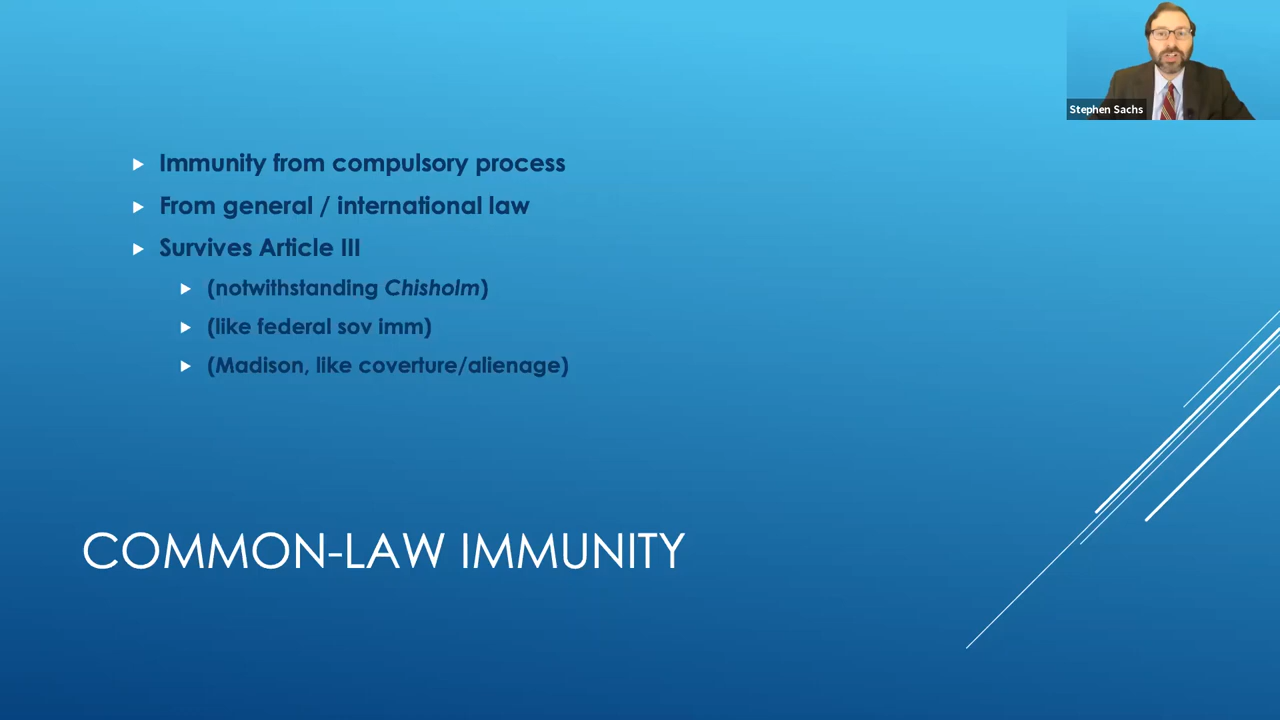 Stephen Sachs
Immunity from compulsory process
From general / international law
Survives Article III
(notwithstanding Chisholm)
(like federal sov imm)
(Madison, like coverture/alienage)
COMMON-LAW IMMUNITY